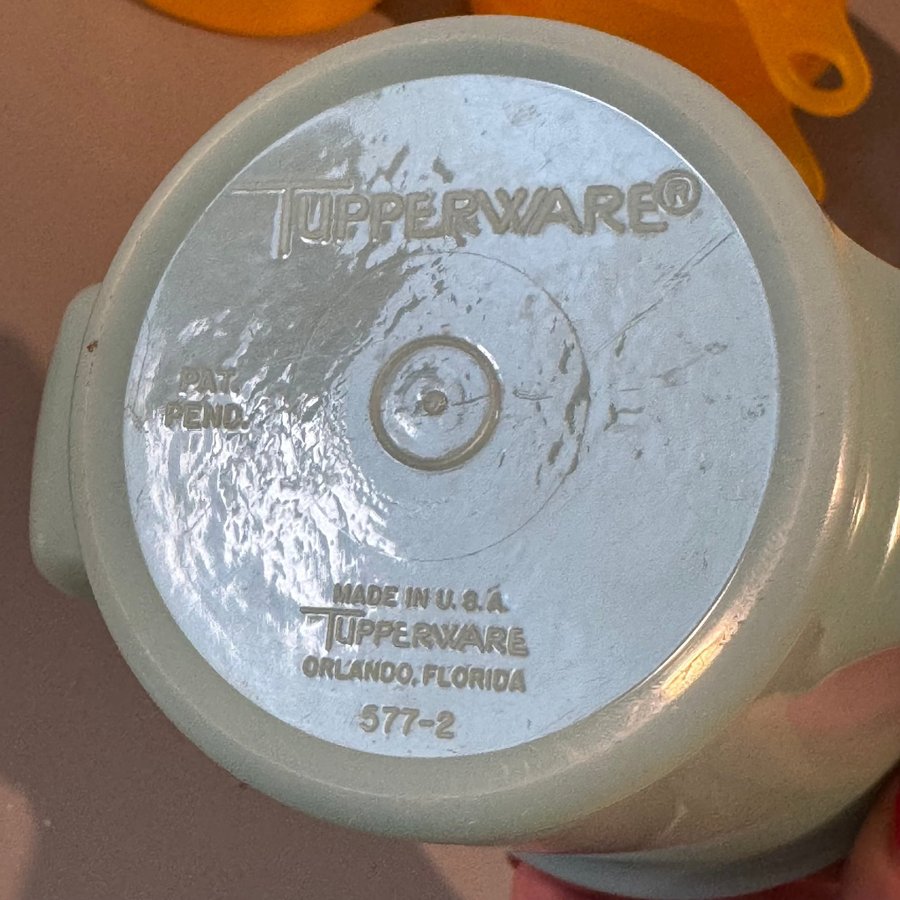 TUPPERWARE®
PAT.
PEND.
MADE IN U.S.A.
TUPPERWARE
ORLANDO, FLORIDA
577-2